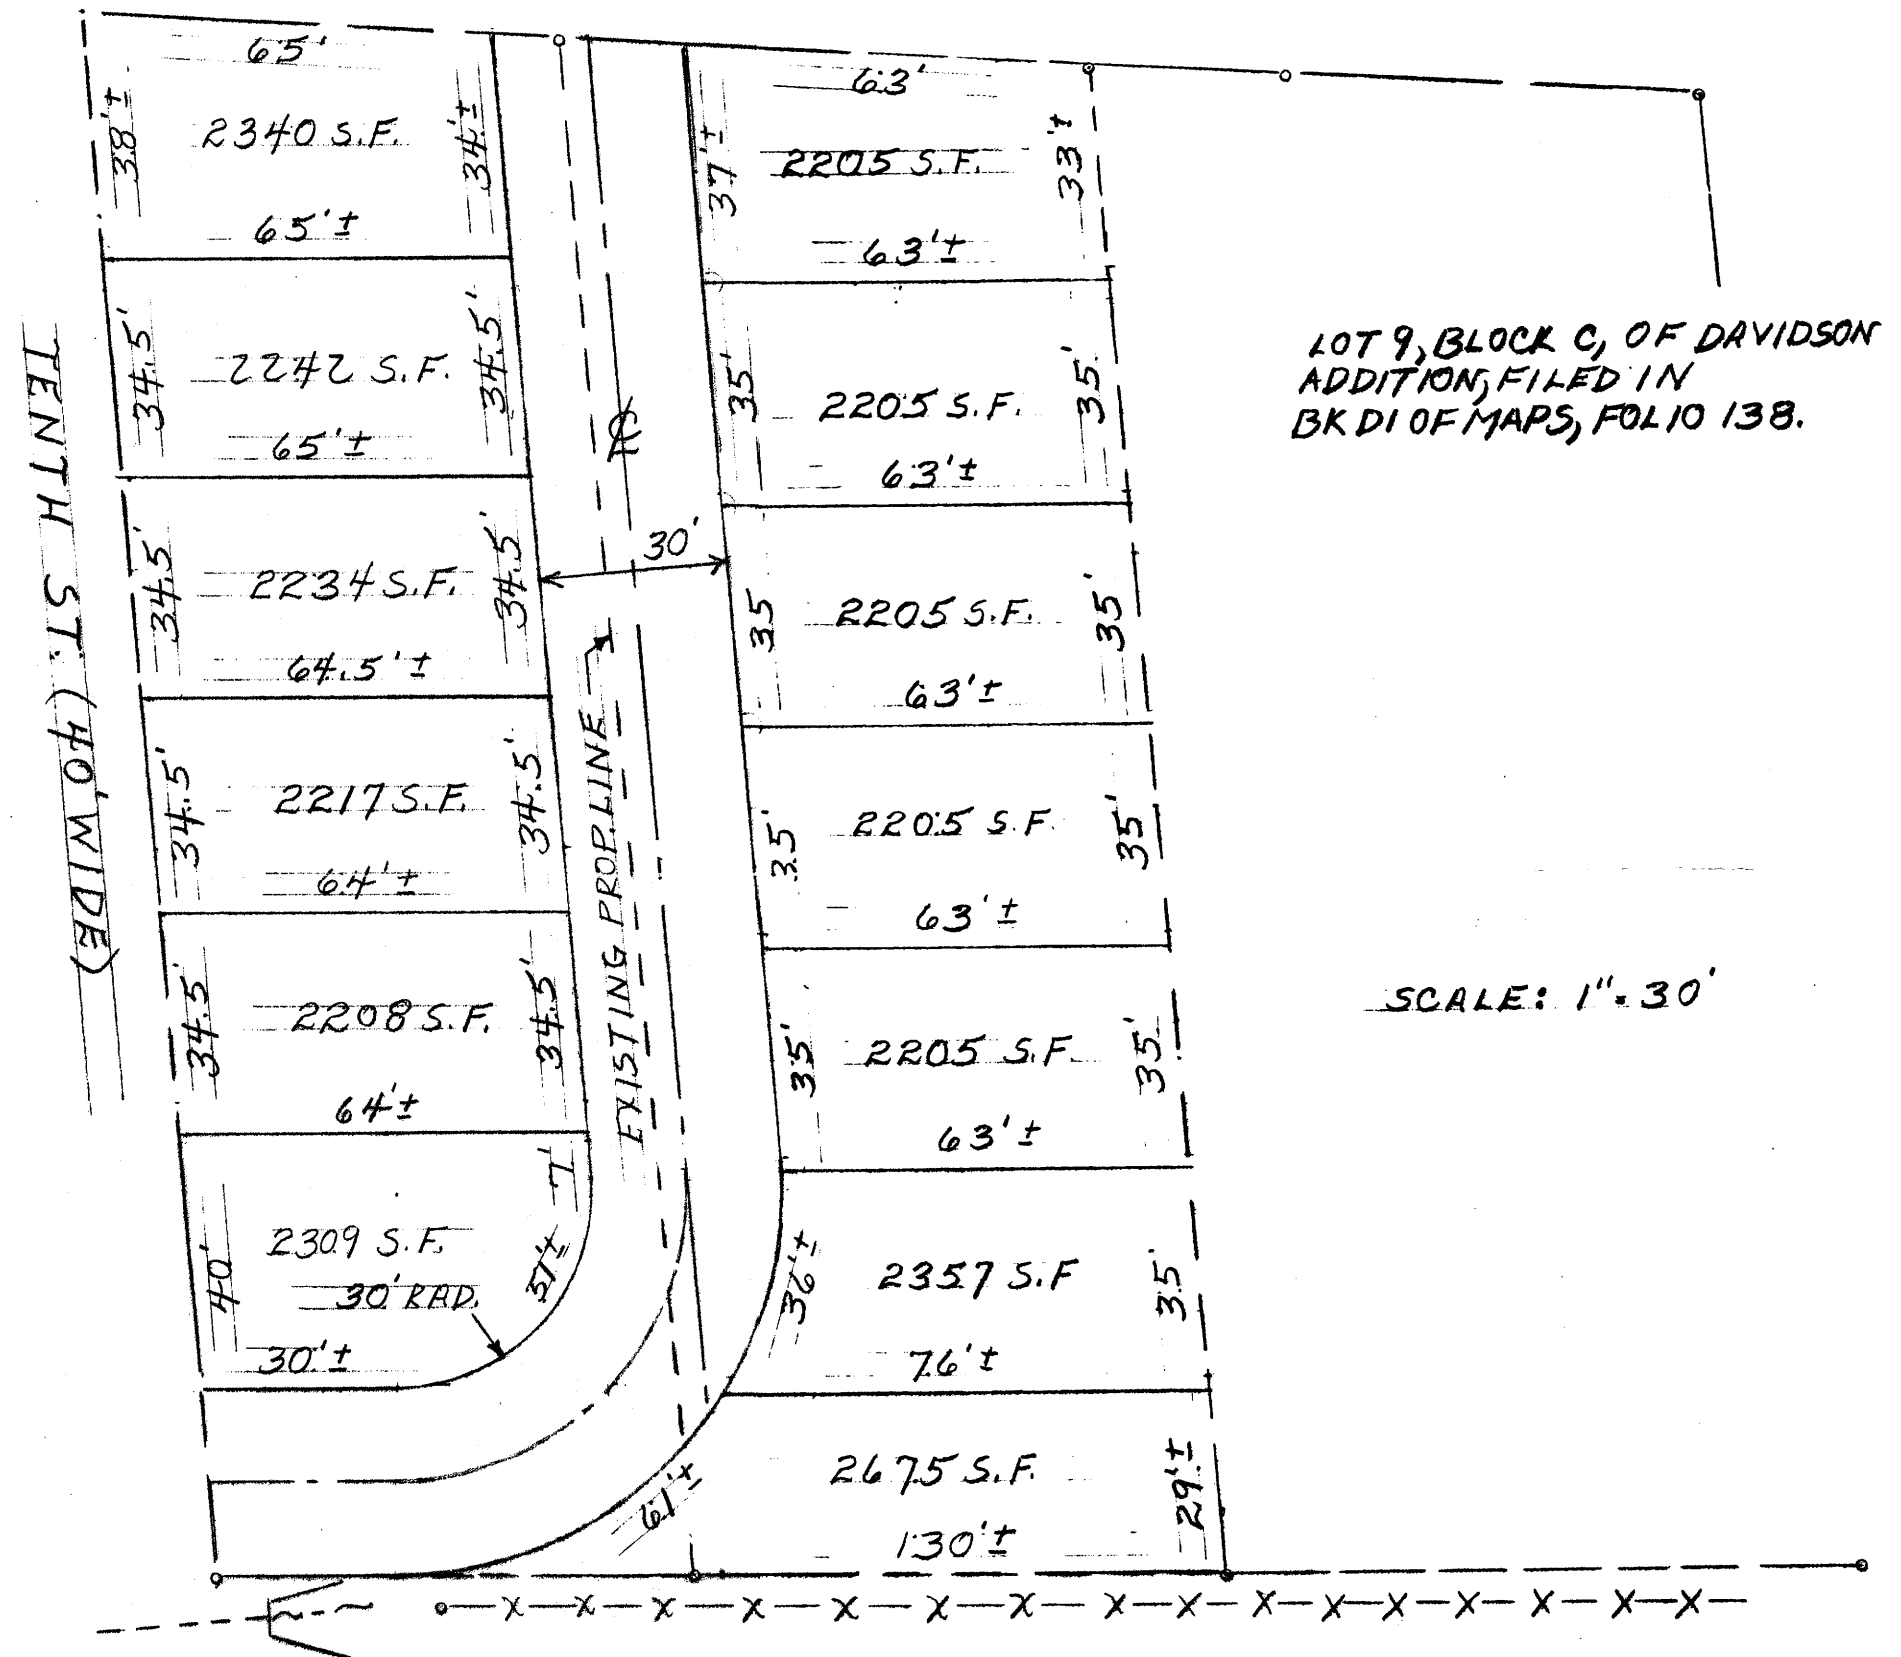 TENTH ST. (40' WIDE)
65'
38'±
2340 S.F.
34'±
65'±
34.5'
2242 S.F.
34.5'
65'±
34.5'
2234 S.F.
34.5'
64.5'±
34.5'
2217 S.F.
34.5'
64'±
34.5'
2208 S.F.
34.5'
64'±
7'
40'
2309 S.F.
51'±
30' RAD.
30'±
30'
EXISTING PROP. LINE
63'
37'±
2205 S.F.
33'±
63'±
35'
2205 S.F.
35'
63'±
35
2205 S.F.
35'
63'±
35'
2205 S.F.
35'
63'±
35'
2205 S.F.
35'
63'±
36'±
2357 S.F
35'
76'±
61'±
2675 S.F.
29'±
130'±
LOT 9, BLOCK C, OF DAVIDSON
ADDITION, FILED IN
BK D1 OF MAPS, FOLIO 138.
SCALE: 1" = 30'